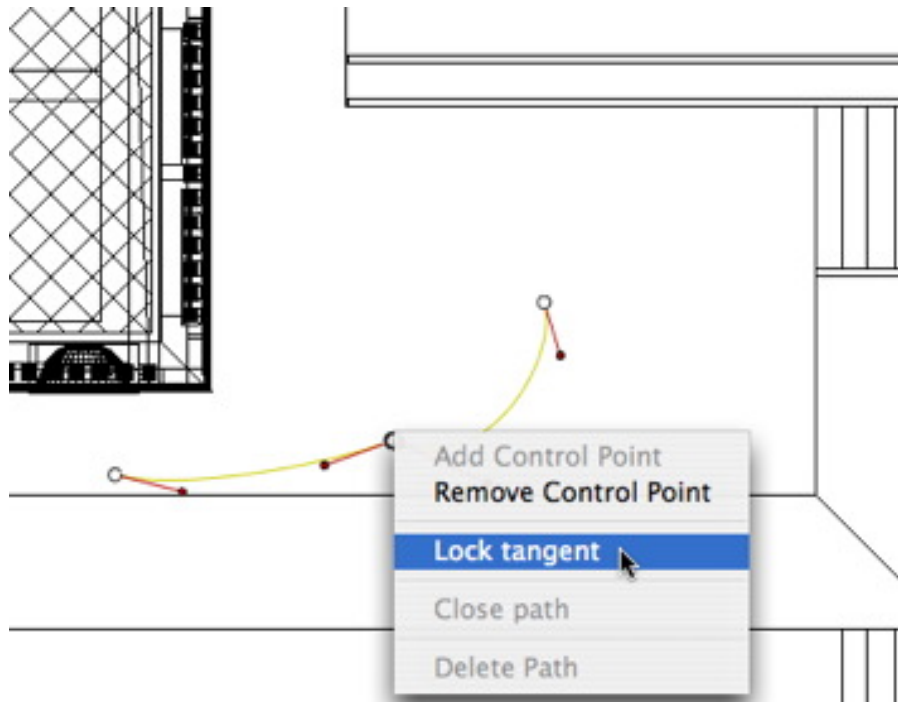 Add Control Point
Remove Control Point
Lock tangent
Close path
Delete Path